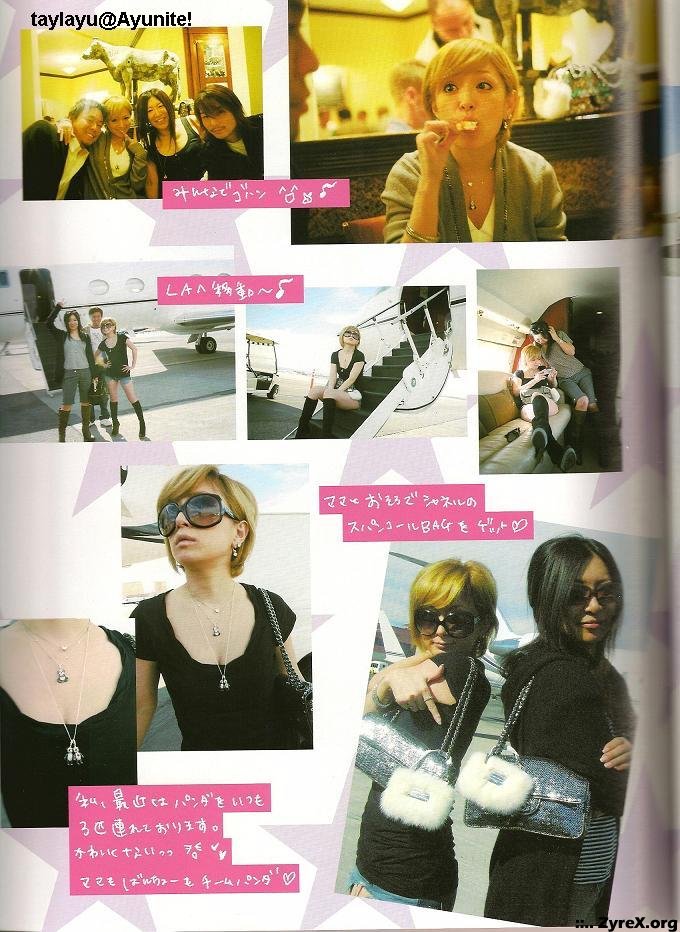 taylayu@Ayunite!
みんなでゴハン ♪
LAへ移動〜♪
ママとおそろでシャネルの
スパンコールBAGをゲット♡
私、最近はパンダをいつも
3匹連れております。
かわいくないっっ
ママもばんちょーもチームパンダ♡
::.. ZyreX.org